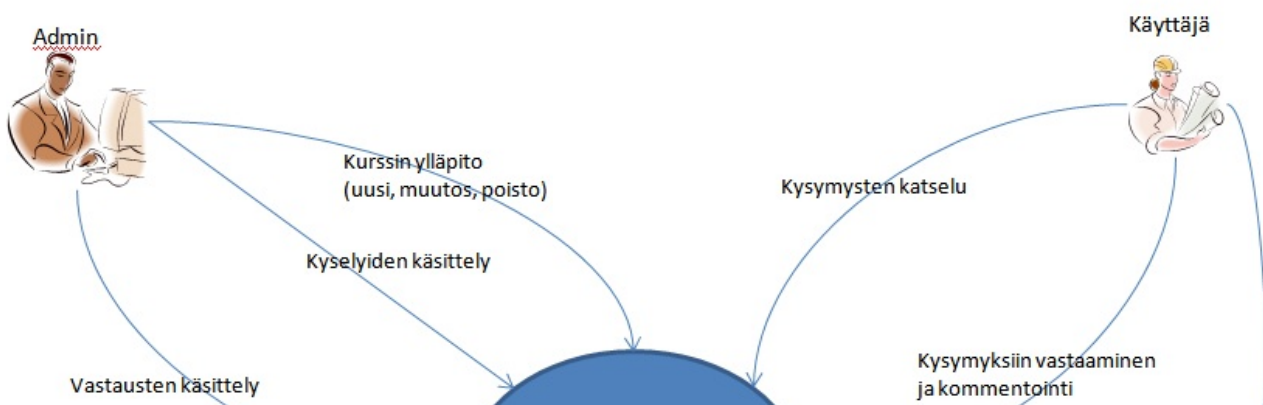 Admin
Käyttäjä
Kurssin ylläpito
(uusi, muutos, poisto)
Kysymysten katselu
Kyselyiden käsittely
Vastausten käsittely
Kysymyksiin vastaaminen
ja kommentointi